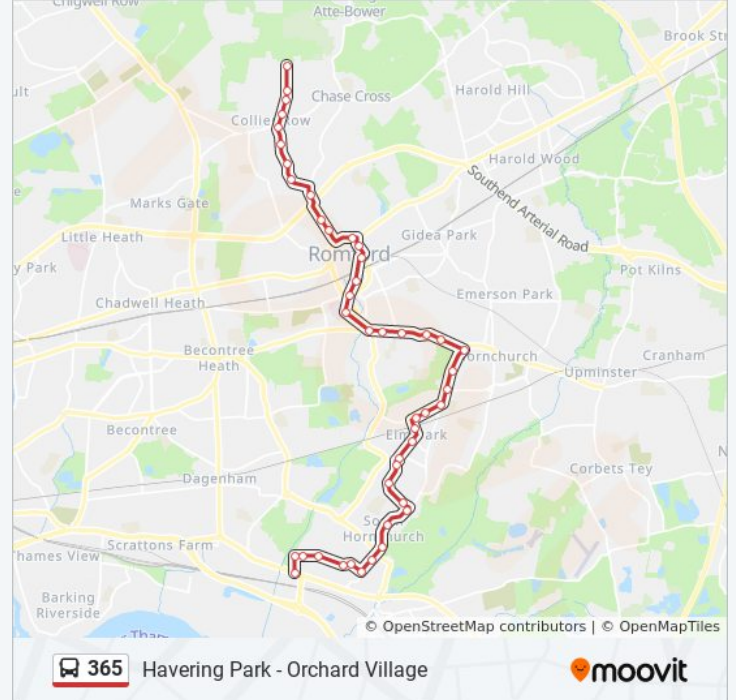 Chigwell Row
Atte-Bower
Brook Str
Chase Cross
Harold Hill
ult
Collier Row
Harold Wood
Southend Arterial Road
Marks Gate
Little Heath
Gidea Park
Romford
y Park
Pot Kilns
Chadwell Heath
Emerson Park
Becontree
Heath
Hornchurch
Cranham
Upminster
Becontree
Elm Park
Corbets Tey
Dagenham
So
Hornchurch
Scrattons Farm
Thames View
Barking
Riverside
© OpenStreetMap contributors | © OpenMapTiles
365 Havering Park - Orchard Village moovit